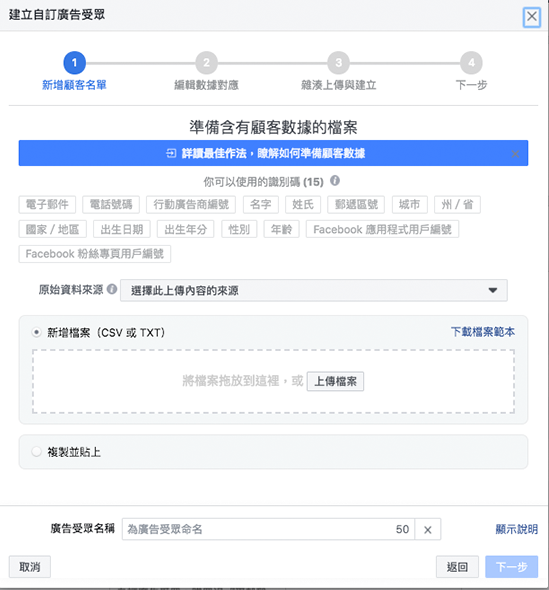 建立自訂廣告受眾
1 2 3 4
新增顧客名單 編輯數據對應 雜湊上傳與建立 下一步
準備含有顧客數據的檔案
詳讀最佳作法，瞭解如何準備顧客數據
你可以使用的識別碼 (15)
電子郵件 電話號碼 行動廣告商編號 名字 姓氏 郵遞區號 城市 州 / 省
國家 / 地區 出生日期 出生年分 性別 年齡 Facebook 應用程式用戶編號
Facebook 粉絲專頁用戶編號
原始資料來源 選擇此上傳內容的來源
新增檔案（CSV 或 TXT） 下載檔案範本
將檔案拖放到這裡，或 上傳檔案
複製並貼上
廣告受眾名稱 為廣告受眾命名 50 顯示說明
取消 返回 下一步